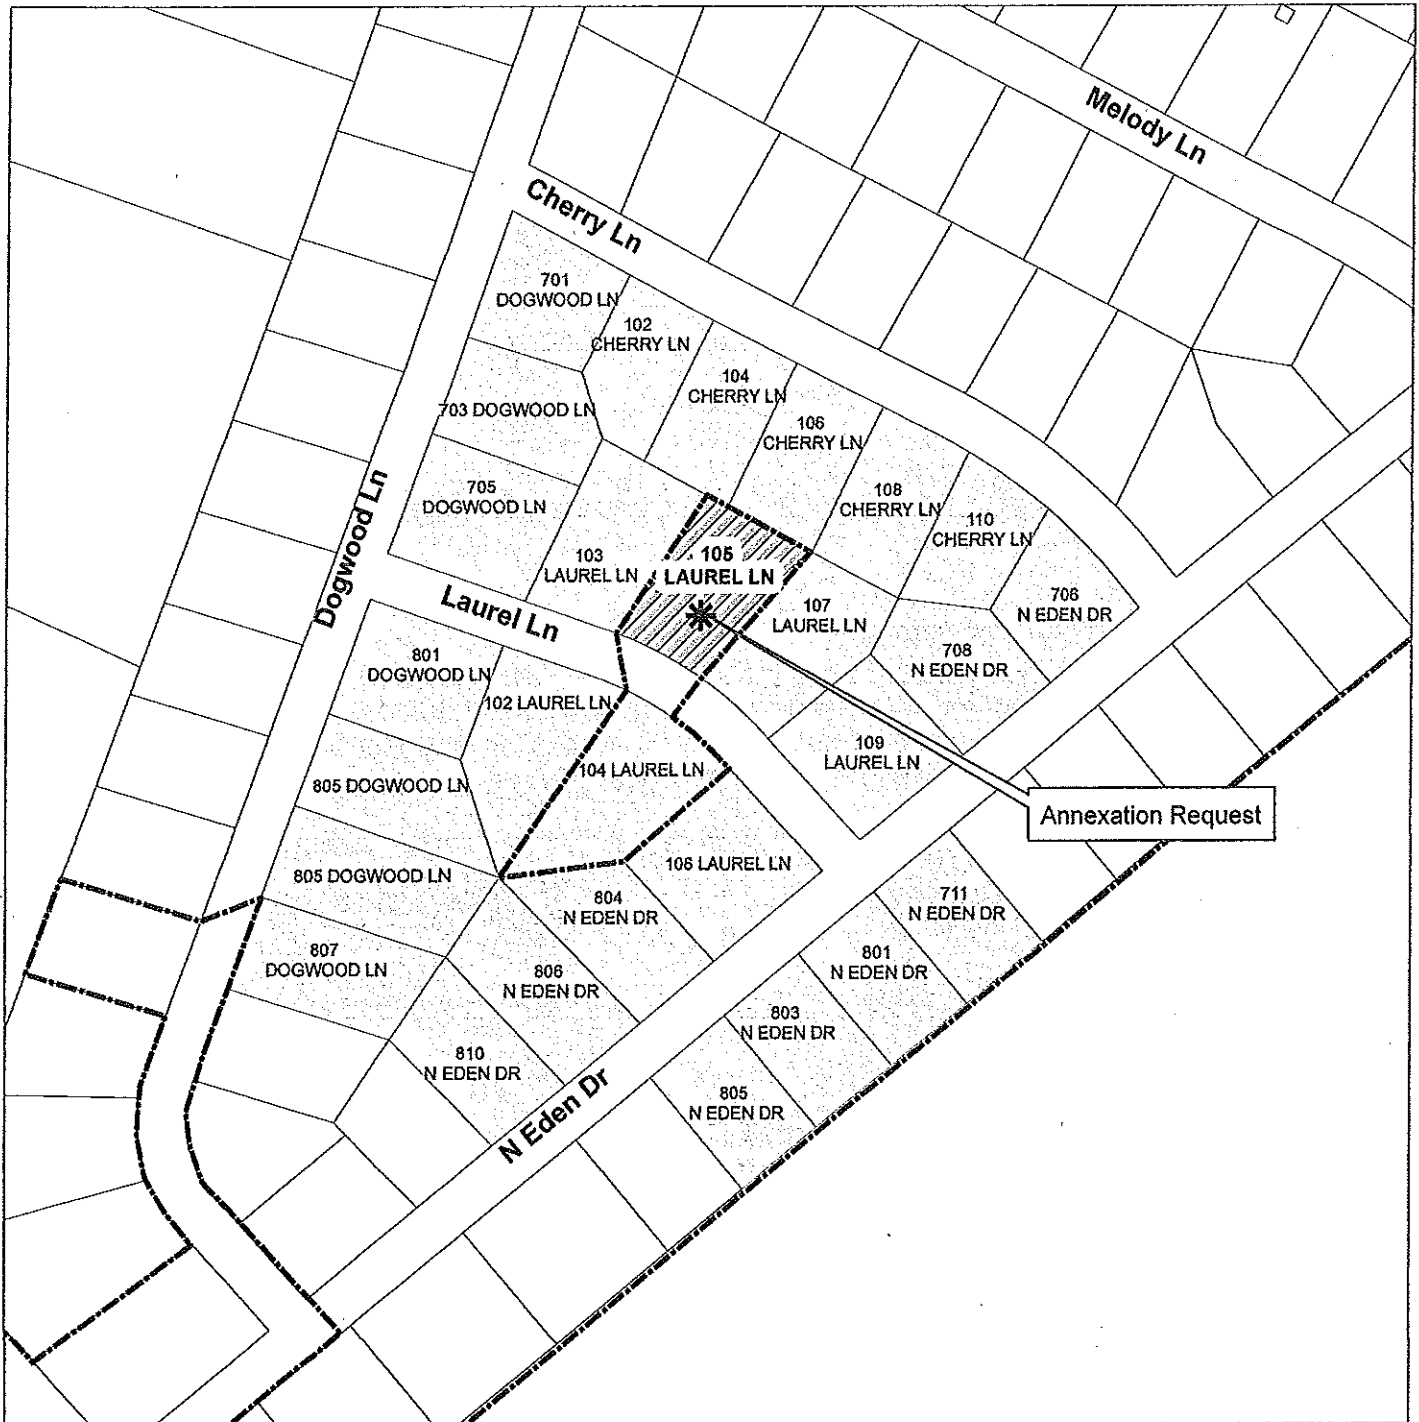 Melody Ln
Cherry Ln
701
DOGWOOD LN
102
CHERRY LN
104
CHERRY LN
703 DOGWOOD LN
106
CHERRY LN
705
DOGWOOD LN
108
CHERRY LN
110
CHERRY LN
Dogwood Ln
103
LAUREL LN
105
LAUREL LN
107
LAUREL LN
706
N EDEN DR
Laurel Ln
708
N EDEN DR
801
DOGWOOD LN
102 LAUREL LN
109
LAUREL LN
104 LAUREL LN
805 DOGWOOD LN
Annexation Request
106 LAUREL LN
805 DOGWOOD LN
804
N EDEN DR
711
N EDEN DR
807
DOGWOOD LN
806
N EDEN DR
801
N EDEN DR
803
N EDEN DR
810
N EDEN DR
805
N EDEN DR
N Eden Dr